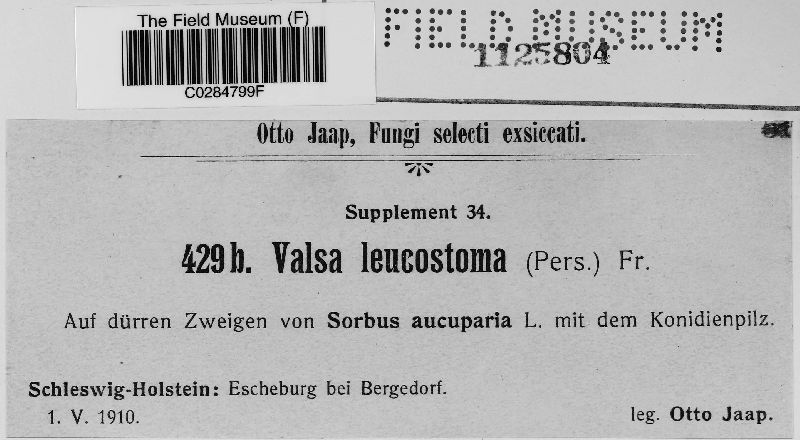 The Field Museum (F)
C0284799F
FIELD MUSEUM
1125804
Otto Jaap, Fungi selecti exsiccati.
Supplement 34.
429 b. Valsa leucostoma (Pers.) Fr.
Auf dürren Zweigen von Sorbus aucuparia L. mit dem Konidienpilz.
Schleswig-Holstein: Escheburg bei Bergedorf.
1. V. 1910.
leg. Otto Jaap.